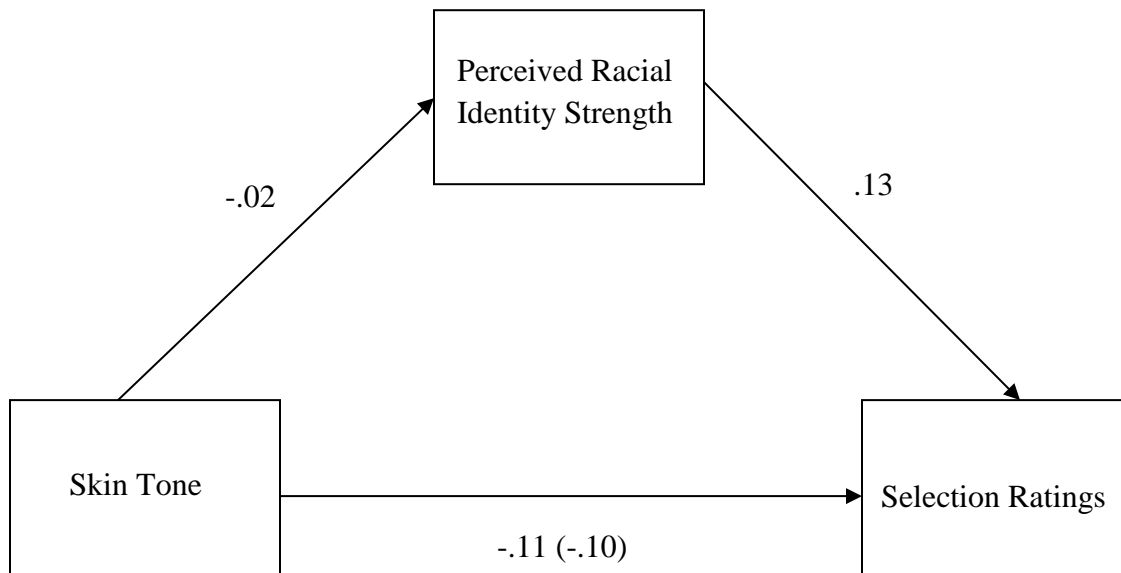 Perceived Racial
Identity Strength
-.02
.13
Skin Tone
Selection Ratings
-.11 (-.10)